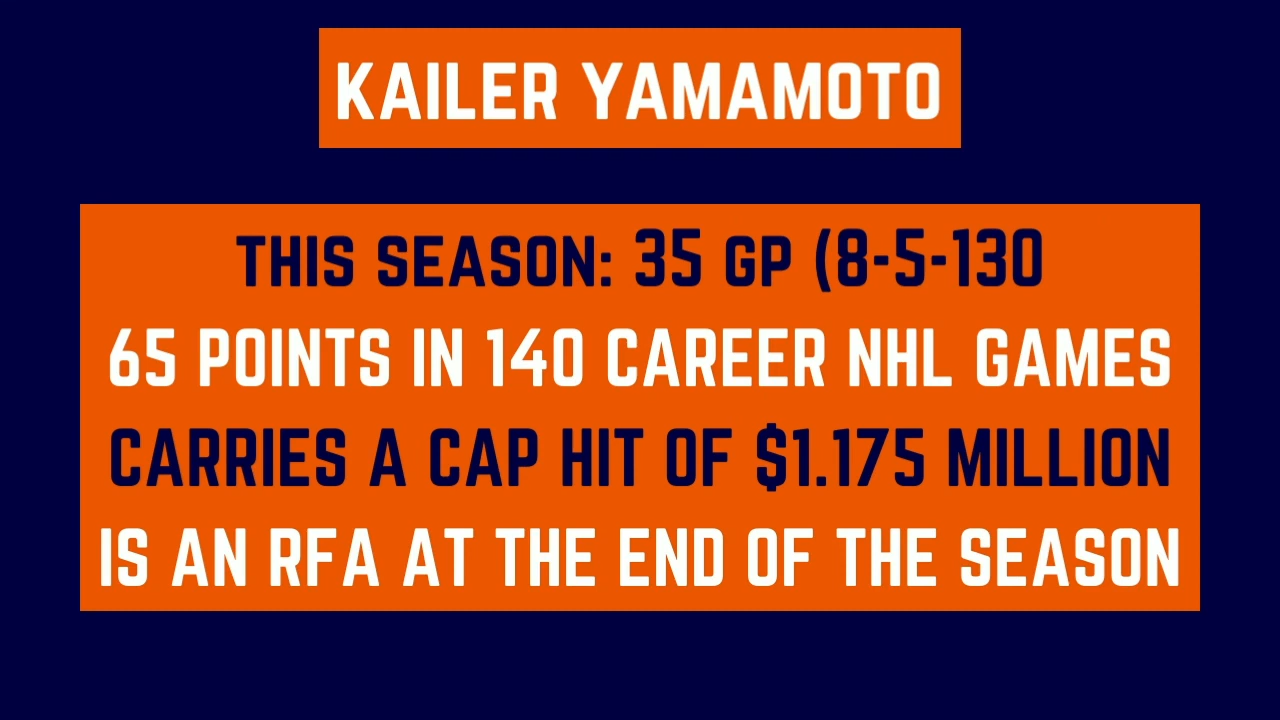 KAILER YAMAMOTO
THIS SEASON: 35 GP (8-5-130
65 POINTS IN 140 CAREER NHL GAMES
CARRIES A CAP HIT OF $1.175 MILLION
IS AN RFA AT THE END OF THE SEASON